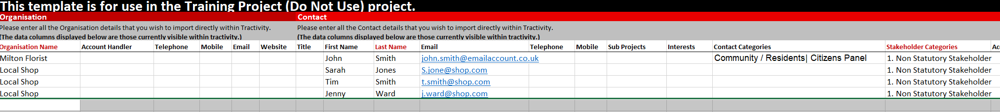 This template is for use in the Training Project (Do Not Use) project.
Organisation Contact
Please enter all the Organisation details that you wish to import directly within Tractivity. Please enter all the Contact details that you wish to import directly within Tractivity.
(The data columns displayed below are those currently visible within tractivity.) (The data columns displayed below are those currently visible within tractivity.)
Organisation Name Account Handler Telephone Mobile Email Website Title First Name Last Name Email Telephone Mobile Sub Projects Interests Contact Categories Stakeholder Categories Ac
Milton Florist John Smith john.smith@emailaccount.co.uk Community / Residents| Citizens Panel 1. Non Statutory Stakeholder
Local Shop Sarah Jones S.jone@shop.com 1. Non Statutory Stakeholder
Local Shop Tim Smith t.smith@shop.com 1. Non Statutory Stakeholder
Local Shop Jenny Ward j.ward@shop.com 1. Non Statutory Stakeholder